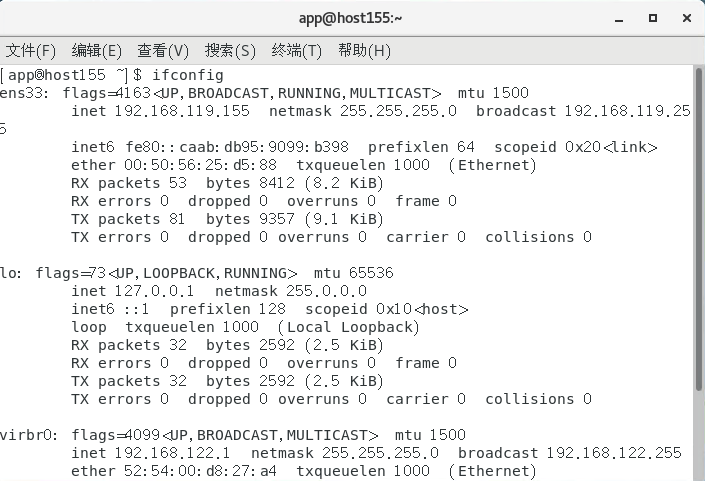 app@host155:~
文件(F) 编辑(E) 查看(V) 搜索(S) 终端(T) 帮助(H)
[app@host155 ~]$ ifconfig
ens33: flags=4163<UP,BROADCAST,RUNNING,MULTICAST>  mtu 1500
        inet 192.168.119.155  netmask 255.255.255.0  broadcast 192.168.119.25
5
        inet6 fe80::caab:db95:9099:b398  prefixlen 64  scopeid 0x20<link>
        ether 00:50:56:25:d5:88  txqueuelen 1000  (Ethernet)
        RX packets 53  bytes 8412 (8.2 KiB)
        RX errors 0  dropped 0  overruns 0  frame 0
        TX packets 81  bytes 9357 (9.1 KiB)
        TX errors 0  dropped 0 overruns 0  carrier 0  collisions 0
lo: flags=73<UP,LOOPBACK,RUNNING>  mtu 65536
        inet 127.0.0.1  netmask 255.0.0.0
        inet6 ::1  prefixlen 128  scopeid 0x10<host>
        loop  txqueuelen 1000  (Local Loopback)
        RX packets 32  bytes 2592 (2.5 KiB)
        RX errors 0  dropped 0  overruns 0  frame 0
        TX packets 32  bytes 2592 (2.5 KiB)
        TX errors 0  dropped 0 overruns 0  carrier 0  collisions 0
virbr0: flags=4099<UP,BROADCAST,MULTICAST>  mtu 1500
        inet 192.168.122.1  netmask 255.255.255.0  broadcast 192.168.122.255
        ether 52:54:00:d8:27:a4  txqueuelen 1000  (Ethernet)